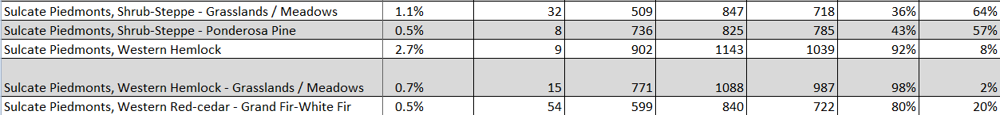 Sulcate Piedmonts, Shrub-Steppe - Grasslands / Meadows 1.1% 32 509 847 718 36% 64%
Sulcate Piedmonts, Shrub-Steppe - Ponderosa Pine 0.5% 8 736 825 785 43% 57%
Sulcate Piedmonts, Western Hemlock 2.7% 9 902 1143 1039 92% 8%
Sulcate Piedmonts, Western Hemlock - Grasslands / Meadows 0.7% 15 771 1088 987 98% 2%
Sulcate Piedmonts, Western Red-cedar - Grand Fir-White Fir 0.5% 54 599 840 722 80% 20%